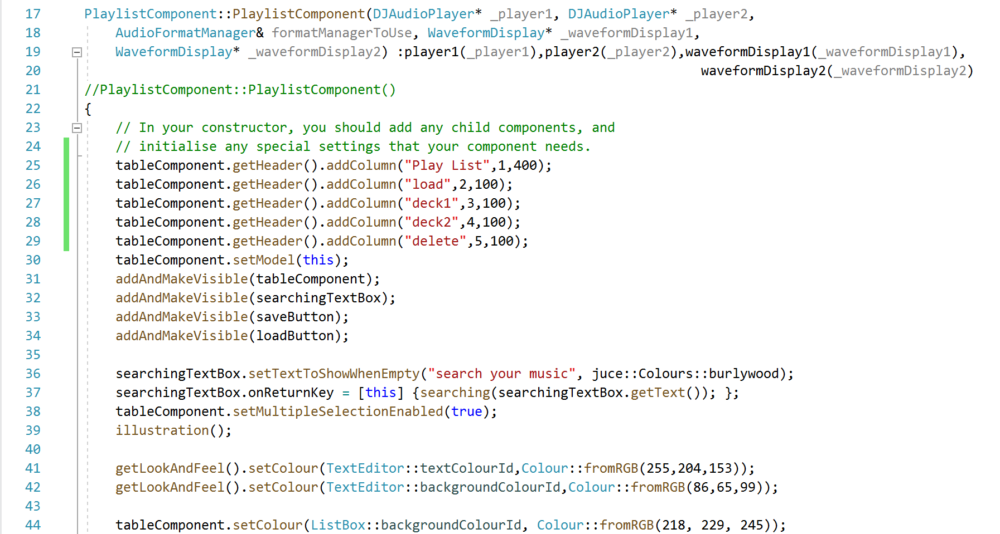 17 PlaylistComponent::PlaylistComponent(DJAudioPlayer* _player1, DJAudioPlayer* _player2,
18 AudioFormatManager& formatManagerToUse, WaveformDisplay* _waveformDisplay1,
19 WaveformDisplay* _waveformDisplay2) :player1(_player1),player2(_player2),waveformDisplay1(_waveformDisplay1),
20 waveformDisplay2(_waveformDisplay2)
21 //PlaylistComponent::PlaylistComponent()
22 {
23 // In your constructor, you should add any child components, and
24 // initialise any special settings that your component needs.
25 tableComponent.getHeader().addColumn("Play List",1,400);
26 tableComponent.getHeader().addColumn("load",2,100);
27 tableComponent.getHeader().addColumn("deck1",3,100);
28 tableComponent.getHeader().addColumn("deck2",4,100);
29 tableComponent.getHeader().addColumn("delete",5,100);
30 tableComponent.setModel(this);
31 addAndMakeVisible(tableComponent);
32 addAndMakeVisible(searchingTextBox);
33 addAndMakeVisible(saveButton);
34 addAndMakeVisible(loadButton);
35
36 searchingTextBox.setTextToShowWhenEmpty("search your music", juce::Colours::burlywood);
37 searchingTextBox.onReturnKey = [this] {searching(searchingTextBox.getText()); };
38 tableComponent.setMultipleSelectionEnabled(true);
39 illustration();
40
41 getLookAndFeel().setColour(TextEditor::textColourId,Colour::fromRGB(255,204,153));
42 getLookAndFeel().setColour(TextEditor::backgroundColourId,Colour::fromRGB(86,65,99));
43
44 tableComponent.setColour(ListBox::backgroundColourId, Colour::fromRGB(218, 229, 245));